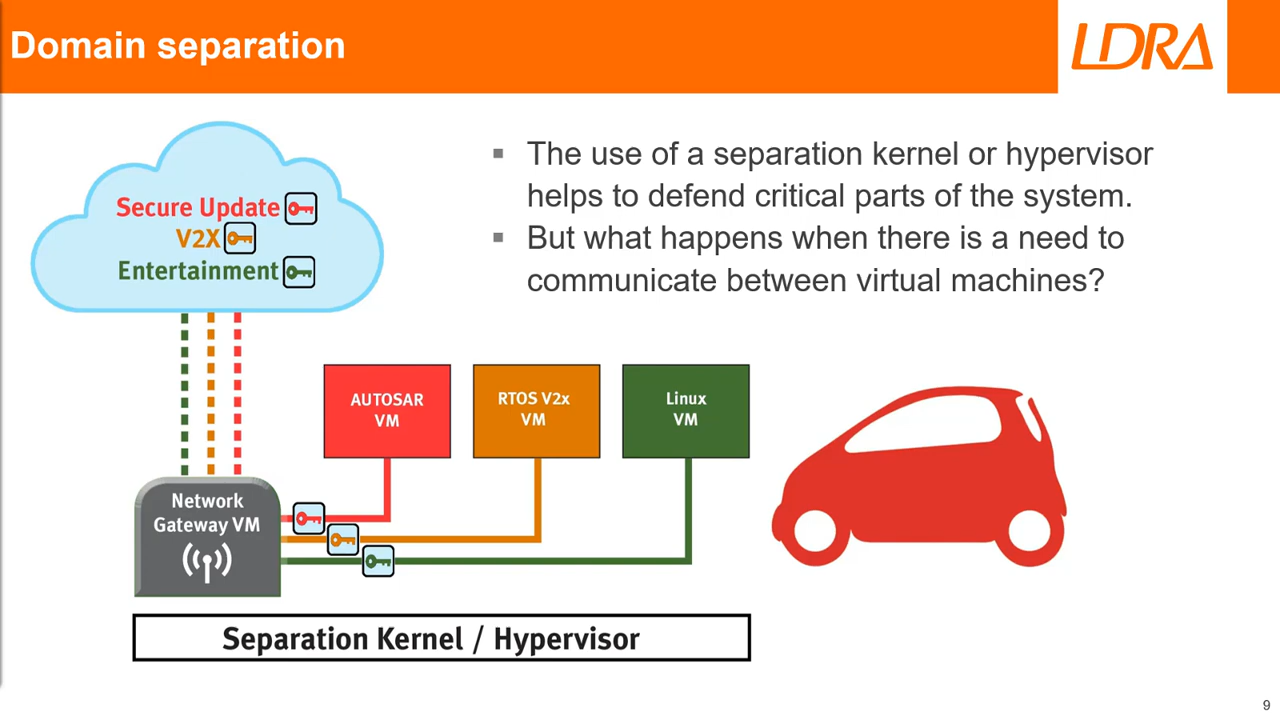 Domain separation
LDRA
Secure Update
V2X
Entertainment
▪ The use of a separation kernel or hypervisor
helps to defend critical parts of the system.
▪ But what happens when there is a need to
communicate between virtual machines?
AUTOSAR
VM
RTOS V2x
VM
Linux
VM
Network
Gateway VM
Separation Kernel / Hypervisor
9